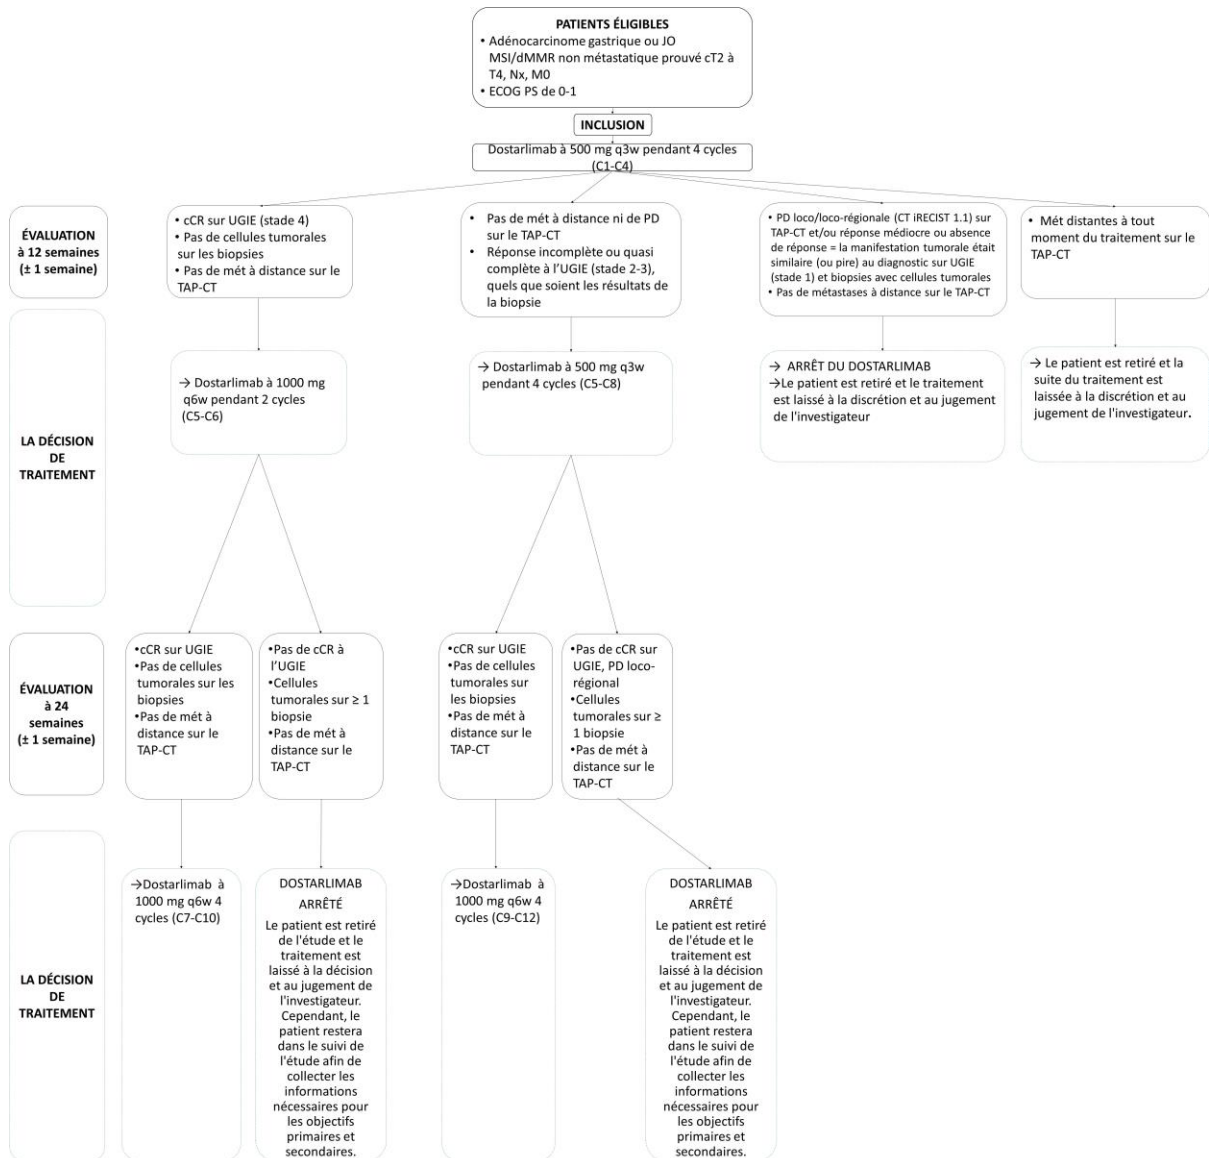 PATIENTS ÉLIGIBLES
• Adénocarcinome gastrique ou JO
MSI/dMMR non métastatique prouvé cT2 à
T4, Nx, M0
• ECOG PS de 0-1
INCLUSION
Dostarlimab à 500 mg q3w pendant 4 cycles
(C1-C4)
ÉVALUATION
à 12 semaines
(± 1 semaine)
• cCR sur UGIE (stade 4)
• Pas de cellules tumorales
sur les biopsies
• Pas de mét à distance sur le
TAP-CT
• Pas de mét à distance ni de PD
sur le TAP-CT
• Réponse incomplète ou quasi
complète à l’UGIE (stade 2-3),
quels que soient les résultats de
la biopsie
• PD loco/loco-régionale (CT iRECIST 1.1) sur
TAP-CT et/ou réponse médiocre ou absence
de réponse = la manifestation tumorale était
similaire (ou pire) au diagnostic sur UGIE
(stade 1) et biopsies avec cellules tumorales
• Pas de métastases à distance sur le TAP-CT
• Mét distantes à tout
moment du traitement sur le
TAP-CT
LA DÉCISION
DE
TRAITEMENT
→ Dostarlimab à 1000 mg
q6w pendant 2 cycles
(C5-C6)
→ Dostarlimab à 500 mg q3w
pendant 4 cycles (C5-C8)
→ ARRÊT DU DOSTARLIMAB
→Le patient est retiré et le traitement
est laissé à la discrétion et au jugement
de l'investigateur
→ Le patient est retiré et la
suite du traitement est
laissée à la discrétion et au
jugement de l'investigateur.
ÉVALUATION
à 24
semaines
(± 1 semaine)
•cCR sur UGIE
•Pas de cellules
tumorales sur les
biopsies
•Pas de mét à
distance sur le
TAP-CT
•Pas de cCR à
l’UGIE
•Cellules
tumorales sur ≥ 1
biopsie
•Pas de mét à
distance sur le
TAP-CT
•cCR sur UGIE
•Pas de cellules
tumorales sur
les biopsies
•Pas de mét à
distance sur le
TAP-CT
•Pas de cCR sur
UGIE, PD loco-
régional
•Cellules
tumorales sur ≥
1 biopsie
•Pas de mét à
distance sur le
TAP-CT
LA DÉCISION
DE
TRAITEMENT
→Dostarlimab à
1000 mg q6w 4
cycles (C7-C10)
DOSTARLIMAB
ARRÊTÉ
Le patient est retiré
de l'étude et le
traitement est
laissé à la décision
et au jugement de
l'investigateur.
Cependant, le
patient restera
dans le suivi de
l'étude afin de
collecter les
informations
nécessaires pour
les objectifs
primaires et
secondaires.
→Dostarlimab à
1000 mg q6w 4
cycles (C9-C12)
DOSTARLIMAB
ARRÊTÉ
Le patient est retiré
de l'étude et le
traitement est
laissé à la décision
et au jugement de
l'investigateur.
Cependant, le
patient restera
dans le suivi de
l'étude afin de
collecter les
informations
nécessaires pour
les objectifs
primaires et
secondaires.